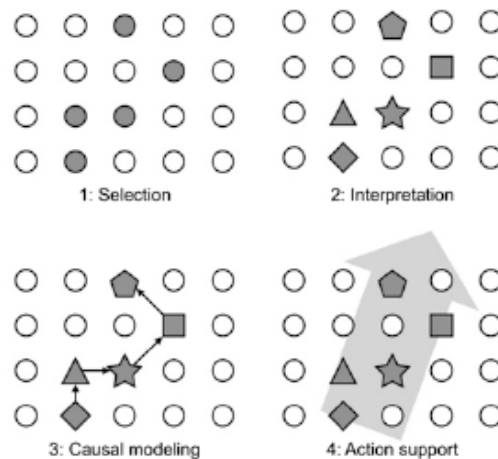 1: Selection
2: Interpretation
3: Causal modeling
4: Action support